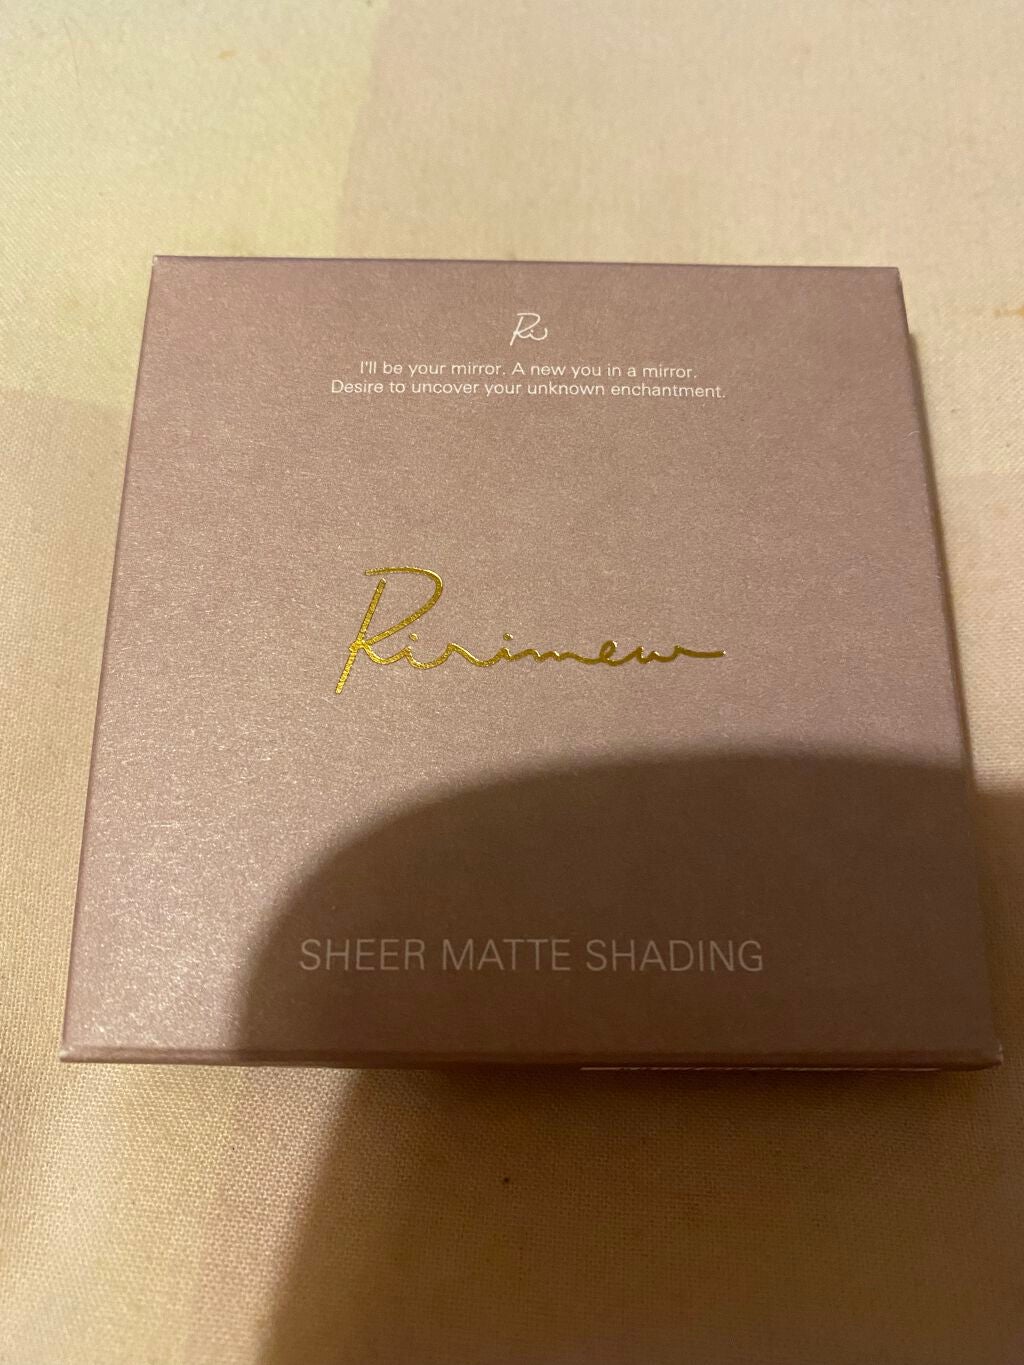 Ri
I'll be your mirror. A new you in a mirror.
Desire to uncover your unknown enchantment.
Ririmew
SHEER MATTE SHADING